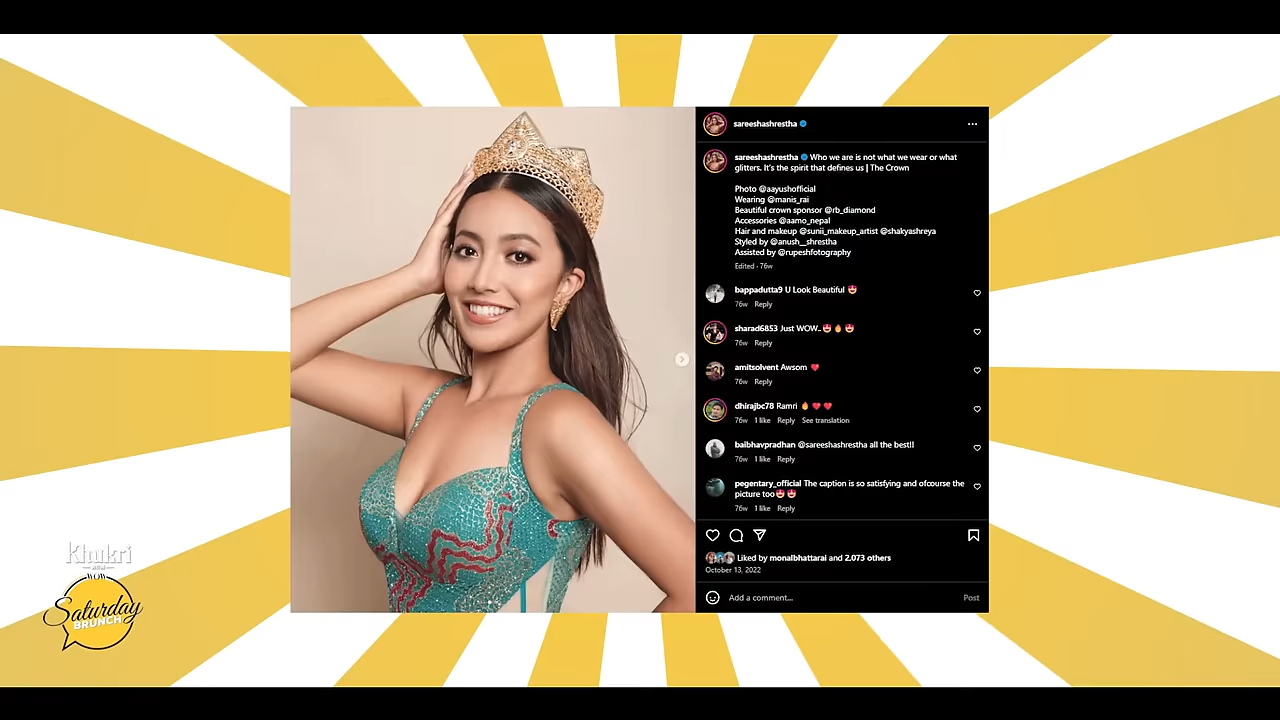 sareeshashrestha
sareeshashrestha Who we are is not what we wear or what
glitters. It's the spirit that defines us | The Crown
Photo @aayushofficial
Wearing @manis_rai
Beautiful crown sponsor @rb_diamond
Accessories @aamo_nepal
Hair and makeup @sunii_makeup_artist @shakyashreya
Styled by @anush__shrestha
Assisted by @rupeshfotography
Edited · 76w
bappadutta9 U Look Beautiful 😍
76w Reply
sharad6853 Just WOW..😍🔥😍
76w Reply
amitsolvent Awsom ❤️
76w Reply
dhirajbc78 Ramri 🔥❤️❤️
76w 1 like Reply See translation
baibhavpradhan @sareeshashrestha all the best!!
76w 1 like Reply
pegentary_official The caption is so satisfying and ofcourse the
picture too😍😍
76w 1 like Reply
Liked by monalbhattarai and 2,073 others
October 13, 2022
Add a comment... Post
Khukri
WOW
Saturday
BRUNCH